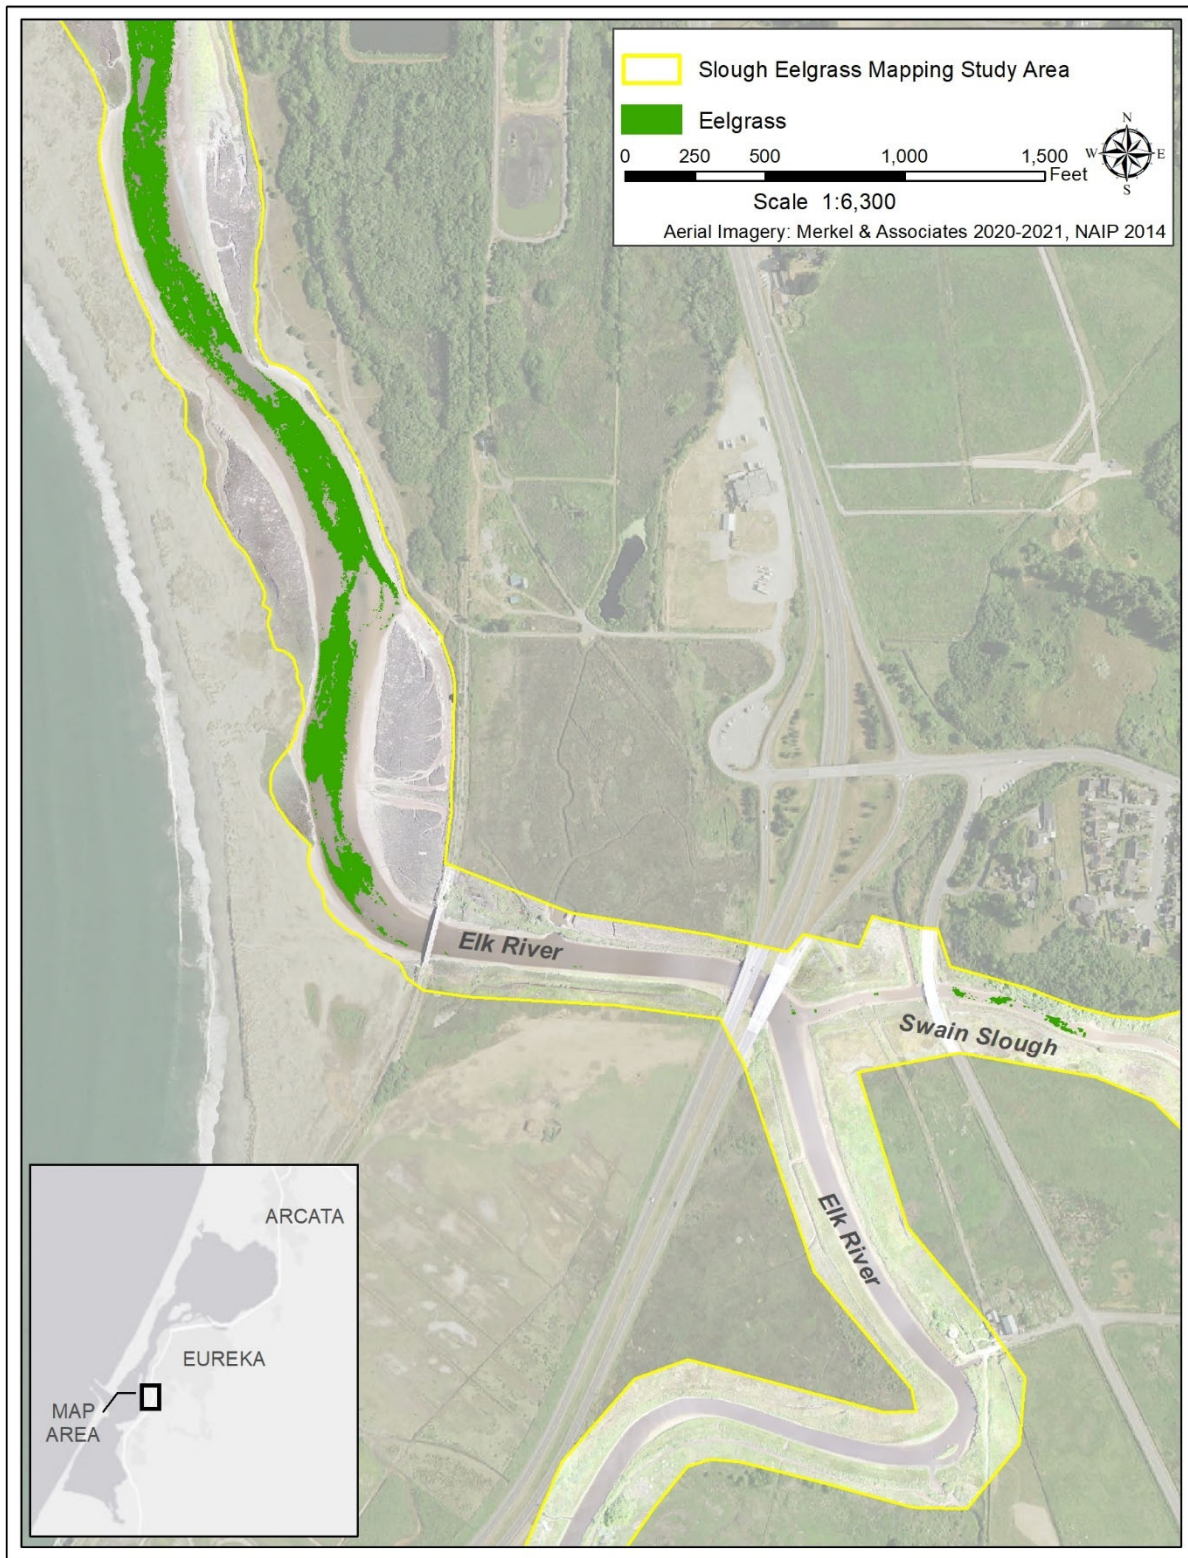 Slough Eelgrass Mapping Study Area
Eelgrass
N
W E
S
0 250 500 1,000 1,500
Feet
Scale 1:6,300
Aerial Imagery: Merkel & Associates 2020-2021, NAIP 2014
Elk River
Swain Slough
Elk River
ARCATA
EUREKA
MAP
AREA